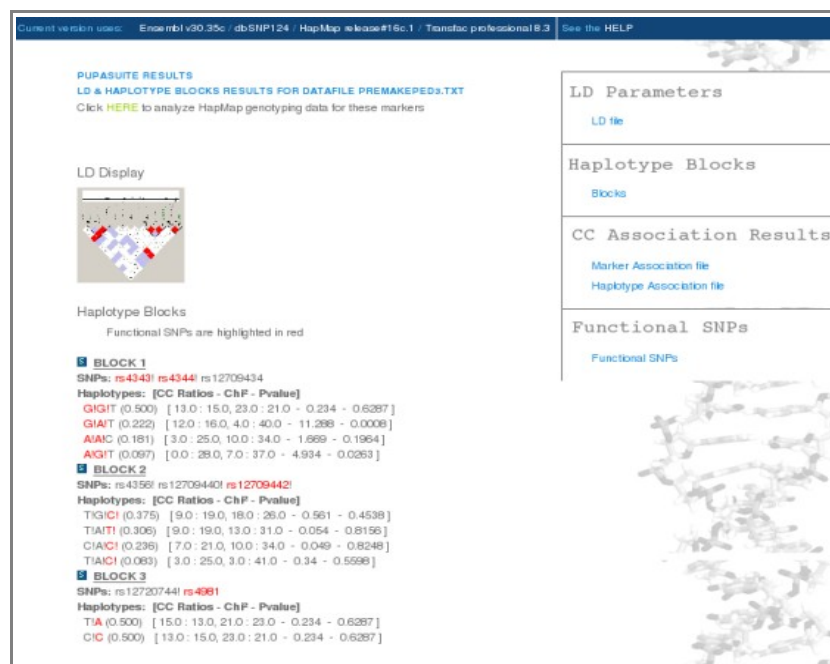 Current version uses: Ensembl v30.35c / dbSNP124 / HapMap release#16c.1 / Transfac professional 8.3 See the HELP
PUPASUITE RESULTS
LD & HAPLOTYPE BLOCKS RESULTS FOR DATAFILE PREMAKEPED3.TXT
Click HERE to analyze HapMap genotyping data for these markers
LD Display
Haplotype Blocks
Functional SNPs are highlighted in red
BLOCK 1
SNPs: rs4343! rs4344! rs12709434
Haplotypes: [CC Ratios - Chi² - Pvalue]
G!G!T (0.500) [ 13.0 : 15.0, 23.0 : 21.0 - 0.234 - 0.6287 ]
G!A!T (0.222) [ 12.0 : 16.0, 4.0 : 40.0 - 11.288 - 0.0008 ]
A!A!C (0.181) [ 3.0 : 25.0, 10.0 : 34.0 - 1.669 - 0.1964 ]
A!G!T (0.097) [ 0.0 : 28.0, 7.0 : 37.0 - 4.934 - 0.0263 ]
BLOCK 2
SNPs: rs4356! rs12709440! rs12709442!
Haplotypes: [CC Ratios - Chi² - Pvalue]
T!G!C! (0.375) [ 9.0 : 19.0, 18.0 : 26.0 - 0.561 - 0.4538 ]
T!A!T! (0.306) [ 9.0 : 19.0, 13.0 : 31.0 - 0.054 - 0.8156 ]
C!A!C! (0.236) [ 7.0 : 21.0, 10.0 : 34.0 - 0.049 - 0.8248 ]
T!A!C! (0.083) [ 3.0 : 25.0, 3.0 : 41.0 - 0.34 - 0.5598 ]
BLOCK 3
SNPs: rs12720744! rs4981
Haplotypes: [CC Ratios - Chi² - Pvalue]
T!A (0.500) [ 15.0 : 13.0, 21.0 : 23.0 - 0.234 - 0.6287 ]
C!C (0.500) [ 13.0 : 15.0, 23.0 : 21.0 - 0.234 - 0.6287 ]
LD Parameters
LD file
Haplotype Blocks
Blocks
CC Association Results
Marker Association file
Haplotype Association file
Functional SNPs
Functional SNPs